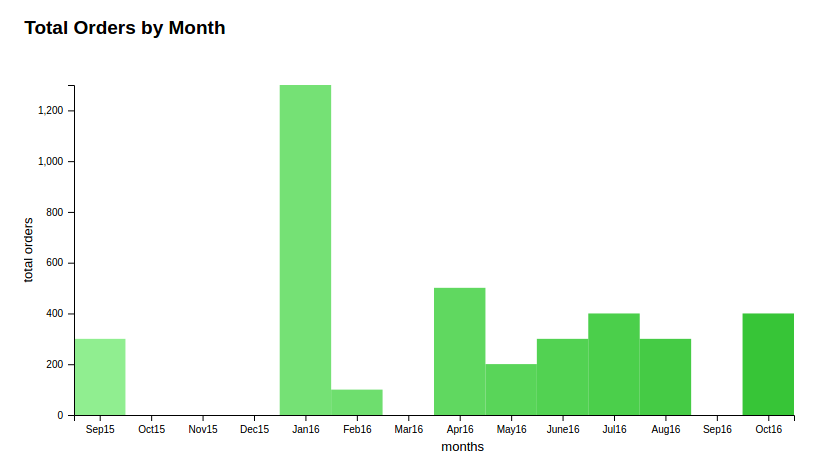 Total Orders by Month
1,200
1,000
800
600
400
200
0
total orders
Sep15 Oct15 Nov15 Dec15 Jan16 Feb16 Mar16 Apr16 May16 June16 Jul16 Aug16 Sep16 Oct16
months